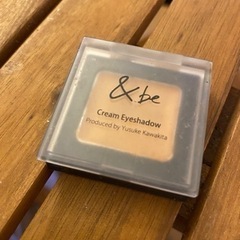 &be
Cream Eyeshadow
Produced by Yusuke Kawakita